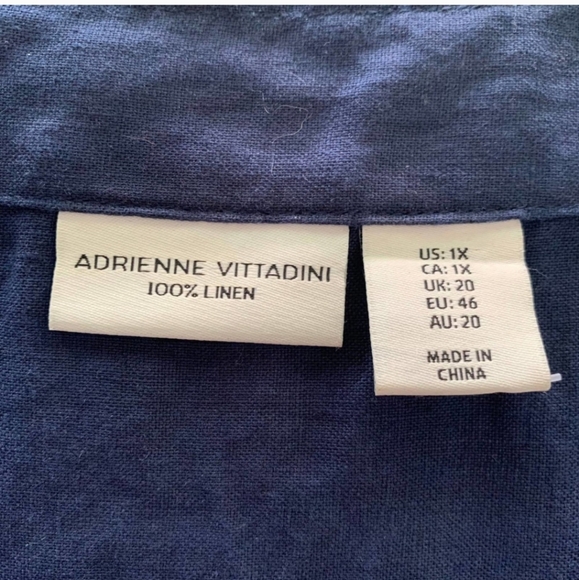 ADRIENNE VITTADINI
100% LINEN
US: 1X
CA: 1X
UK: 20
EU: 46
AU: 20
MADE IN
CHINA